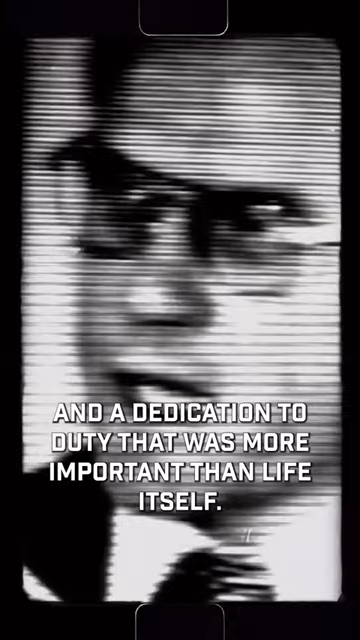 AND A DEDICATION TO
DUTY THAT WAS MORE
IMPORTANT THAN LIFE
ITSELF.